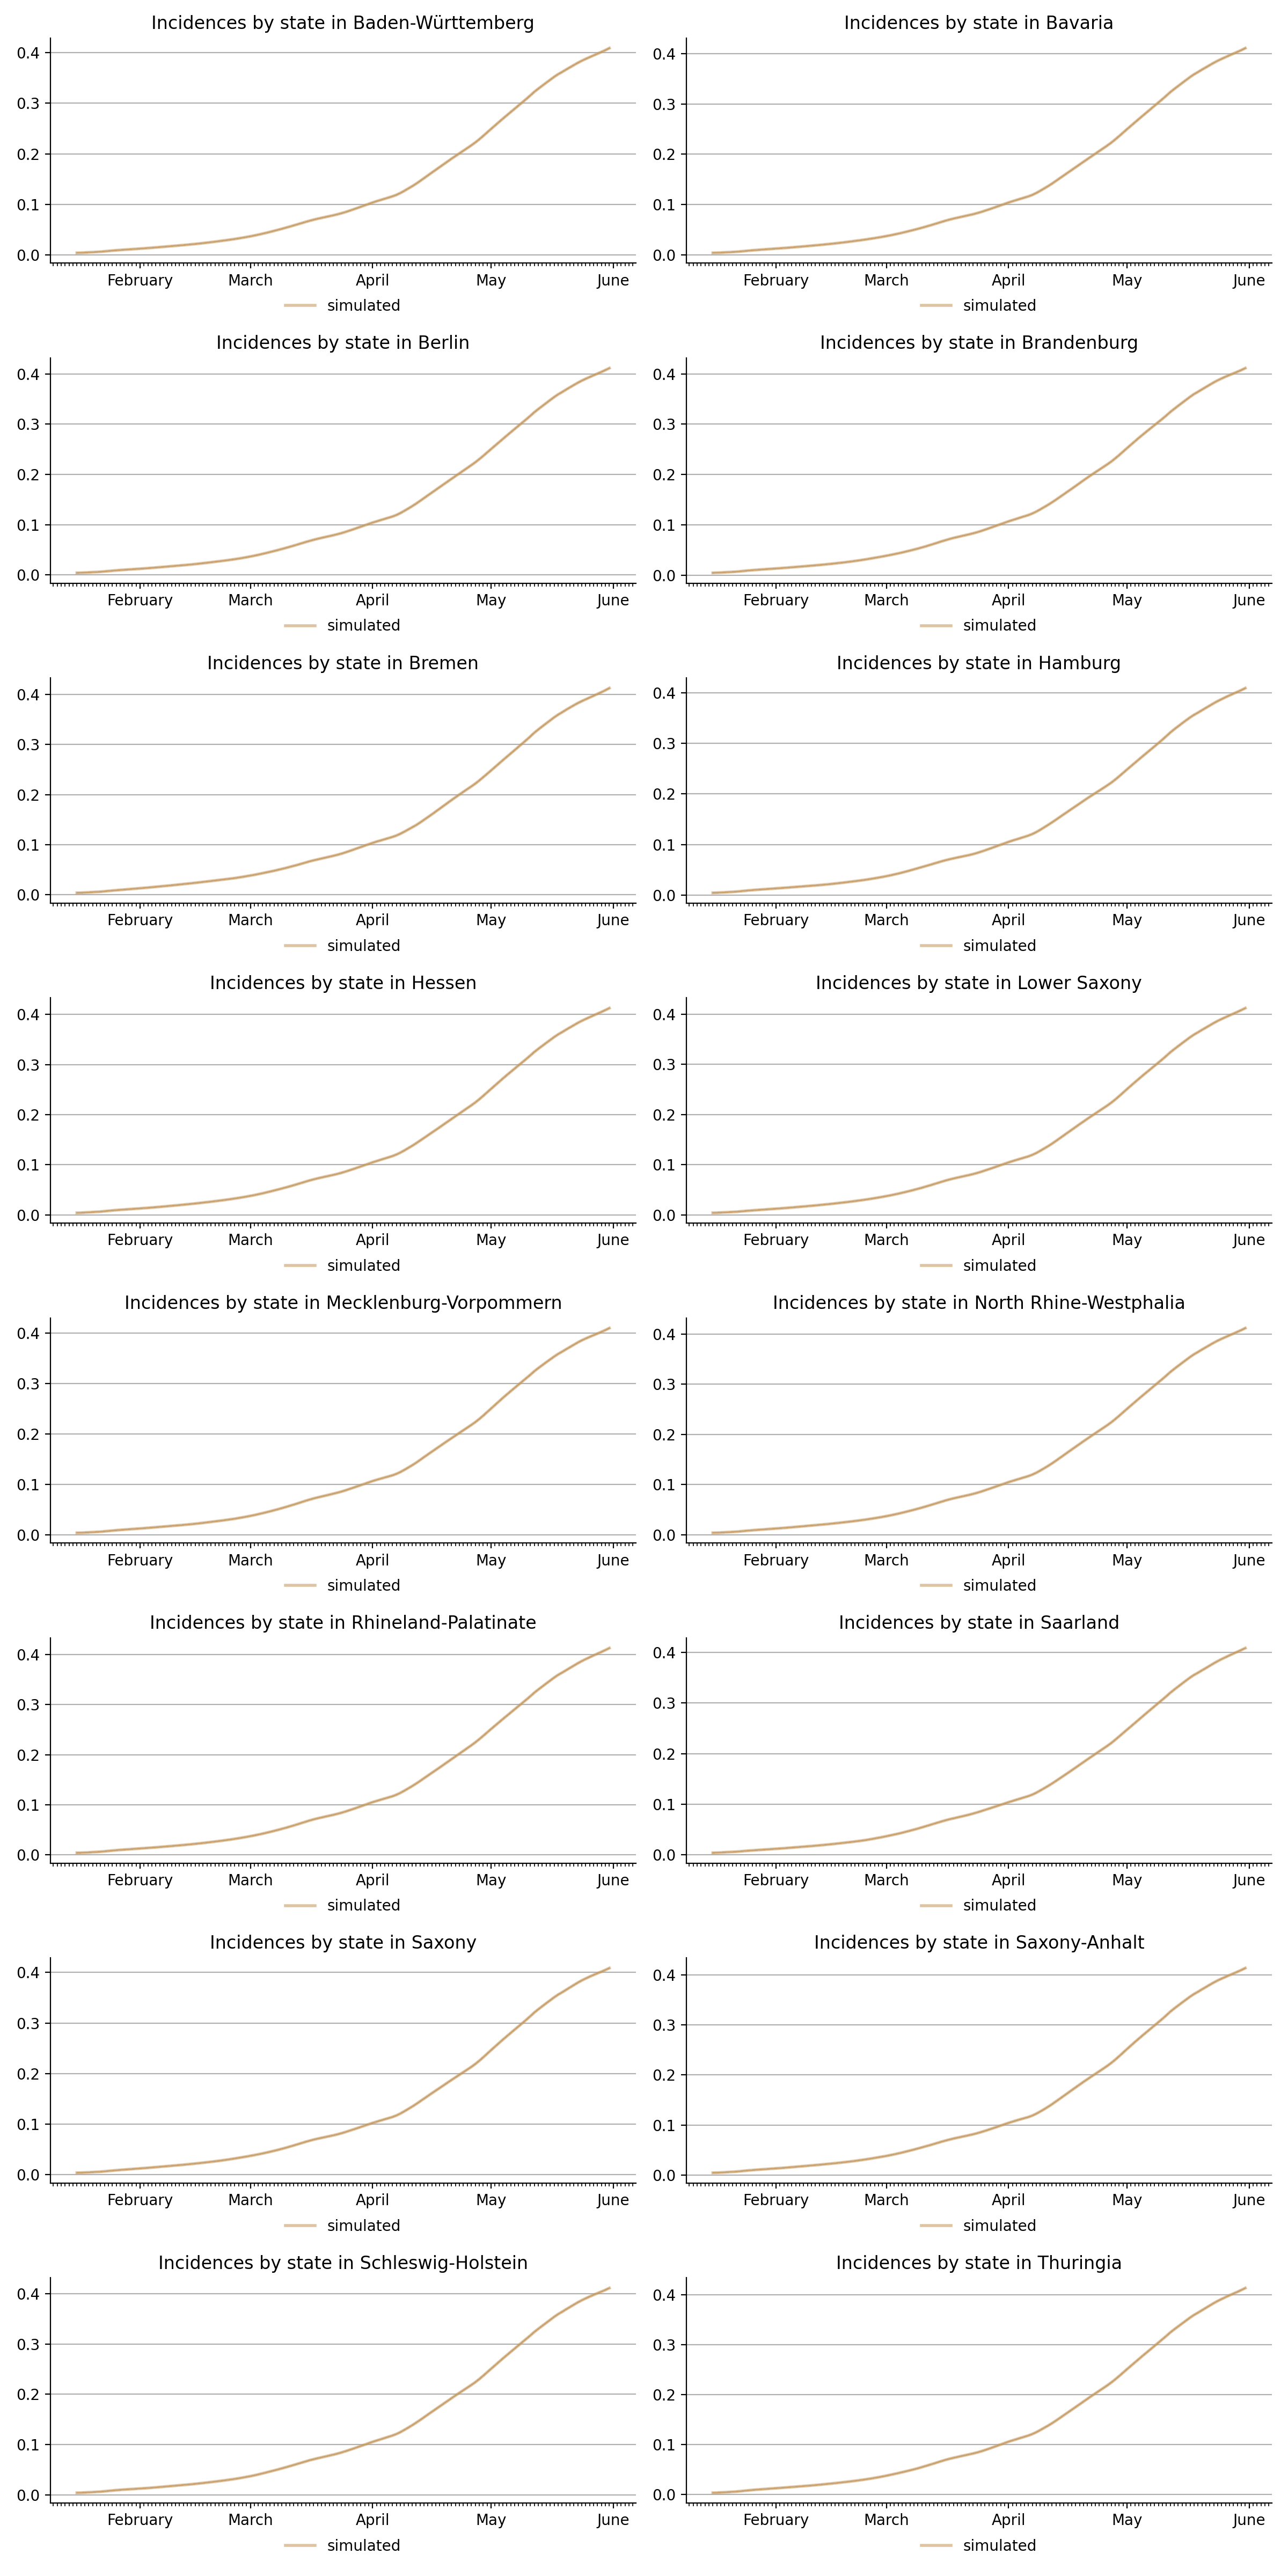 Incidences by state in Baden-Württemberg
0.4
0.3
0.2
0.1
0.0
February March April May June
simulated
Incidences by state in Bavaria
0.4
0.3
0.2
0.1
0.0
February March April May June
simulated
Incidences by state in Berlin
0.4
0.3
0.2
0.1
0.0
February March April May June
simulated
Incidences by state in Brandenburg
0.4
0.3
0.2
0.1
0.0
February March April May June
simulated
Incidences by state in Bremen
0.4
0.3
0.2
0.1
0.0
February March April May June
simulated
Incidences by state in Hamburg
0.4
0.3
0.2
0.1
0.0
February March April May June
simulated
Incidences by state in Hessen
0.4
0.3
0.2
0.1
0.0
February March April May June
simulated
Incidences by state in Lower Saxony
0.4
0.3
0.2
0.1
0.0
February March April May June
simulated
Incidences by state in Mecklenburg-Vorpommern
0.4
0.3
0.2
0.1
0.0
February March April May June
simulated
Incidences by state in North Rhine-Westphalia
0.4
0.3
0.2
0.1
0.0
February March April May June
simulated
Incidences by state in Rhineland-Palatinate
0.4
0.3
0.2
0.1
0.0
February March April May June
simulated
Incidences by state in Saarland
0.4
0.3
0.2
0.1
0.0
February March April May June
simulated
Incidences by state in Saxony
0.4
0.3
0.2
0.1
0.0
February March April May June
simulated
Incidences by state in Saxony-Anhalt
0.4
0.3
0.2
0.1
0.0
February March April May June
simulated
Incidences by state in Schleswig-Holstein
0.4
0.3
0.2
0.1
0.0
February March April May June
simulated
Incidences by state in Thuringia
0.4
0.3
0.2
0.1
0.0
February March April May June
simulated